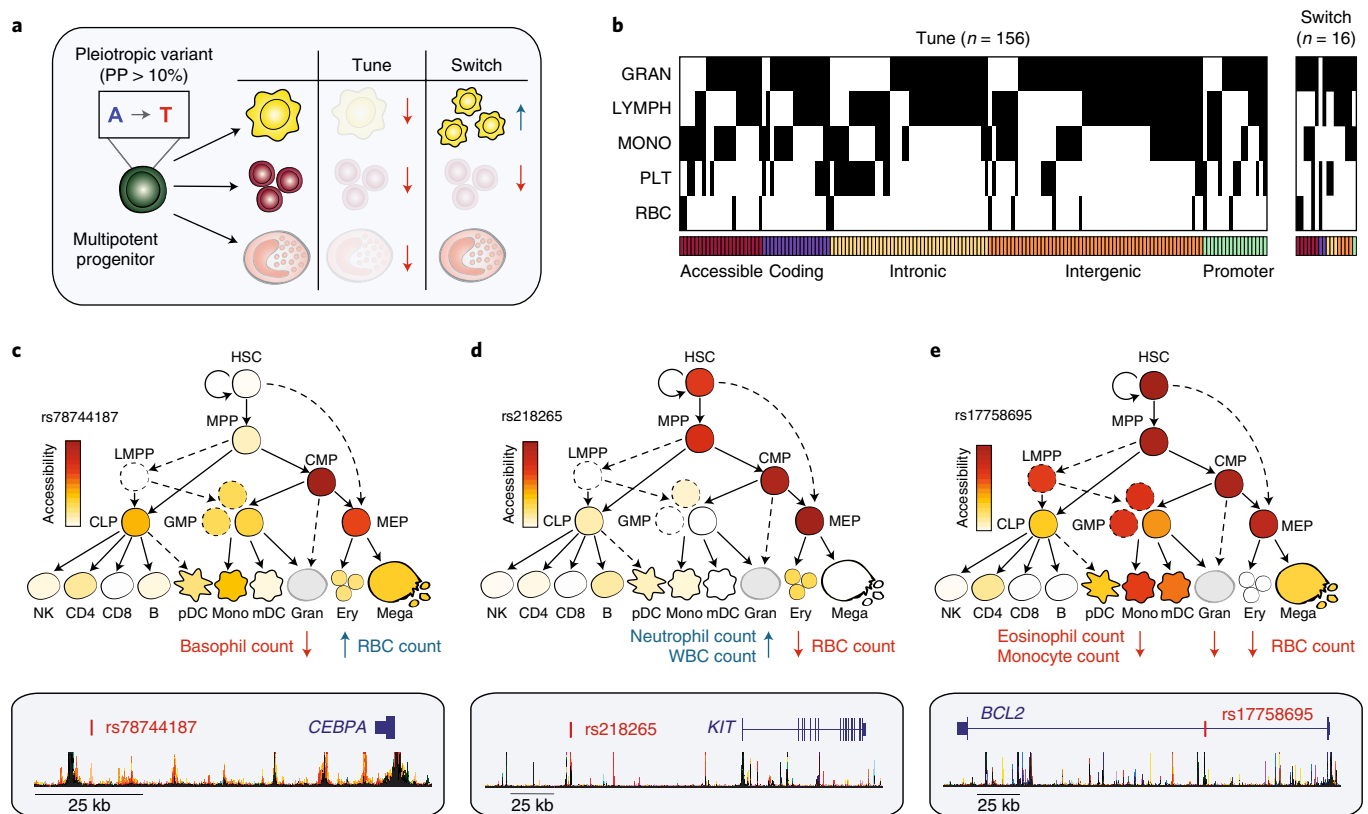 a
Pleiotropic variant
(PP > 10%)
A → T
Multipotent
progenitor
Tune
Switch
b
Tune (n = 156)
Switch
(n = 16)
GRAN
LYMPH
MONO
PLT
RBC
Accessible
Coding
Intronic
Intergenic
Promoter
c
HSC
rs78744187
MPP
Accessibility
LMPP
CMP
CLP
GMP
MEP
NK CD4 CD8 B pDC Mono mDC Gran Ery Mega
Basophil count ↓ ↑ RBC count
rs78744187
CEBPA
25 kb
d
HSC
rs218265
MPP
Accessibility
LMPP
CMP
CLP
GMP
MEP
NK CD4 CD8 B pDC Mono mDC Gran Ery Mega
Neutrophil count
WBC count ↑ ↓ RBC count
rs218265
KIT
25 kb
e
HSC
rs17758695
MPP
Accessibility
LMPP
CMP
CLP
GMP
MEP
NK CD4 CD8 B pDC Mono mDC Gran Ery Mega
Eosinophil count
Monocyte count ↓ ↓ ↓ RBC count
BCL2
rs17758695
25 kb